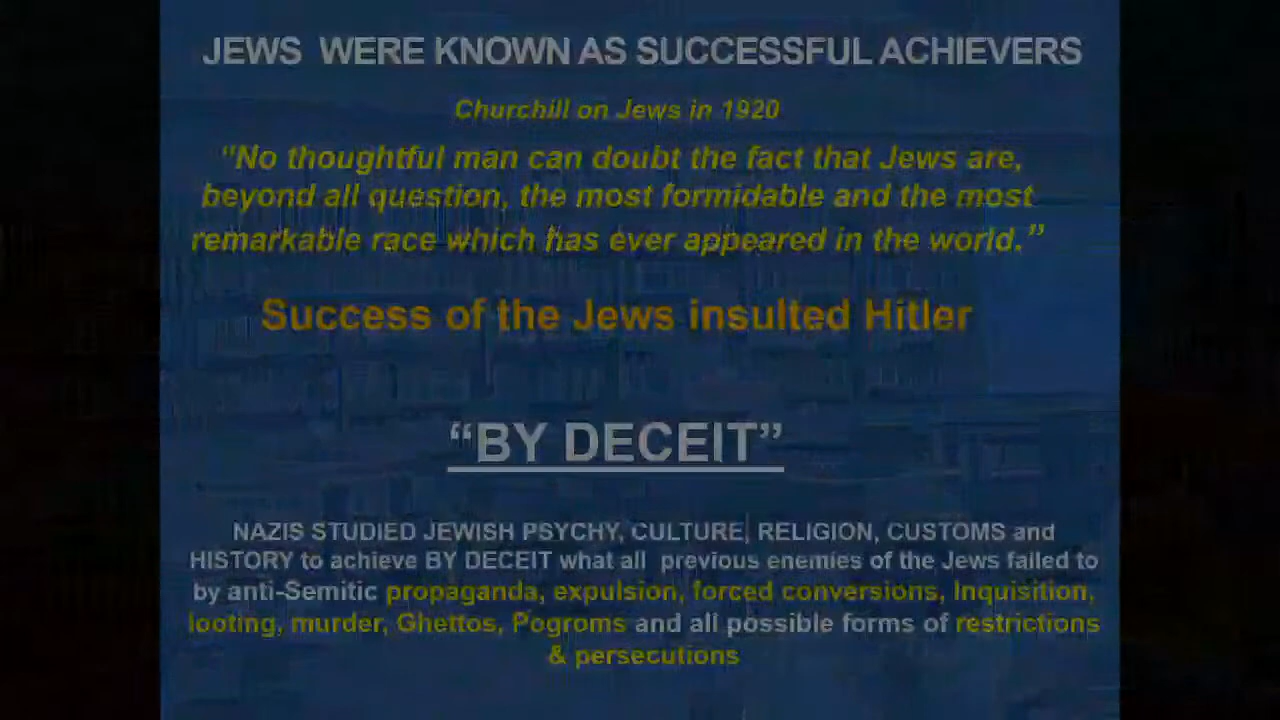 JEWS WERE KNOWN AS SUCCESSFUL ACHIEVERS
Churchill on Jews in 1920
"No thoughtful man can doubt the fact that Jews are,
beyond all question, the most formidable and the most
remarkable race which has ever appeared in the world."
Success of the Jews insulted Hitler
“BY DECEIT”
NAZIS STUDIED JEWISH PSYCHY, CULTURE, RELIGION, CUSTOMS and
HISTORY to achieve BY DECEIT what all previous enemies of the Jews failed to
by anti-Semitic propaganda, expulsion, forced conversions, Inquisition,
looting, murder, Ghettos, Pogroms and all possible forms of restrictions
& persecutions